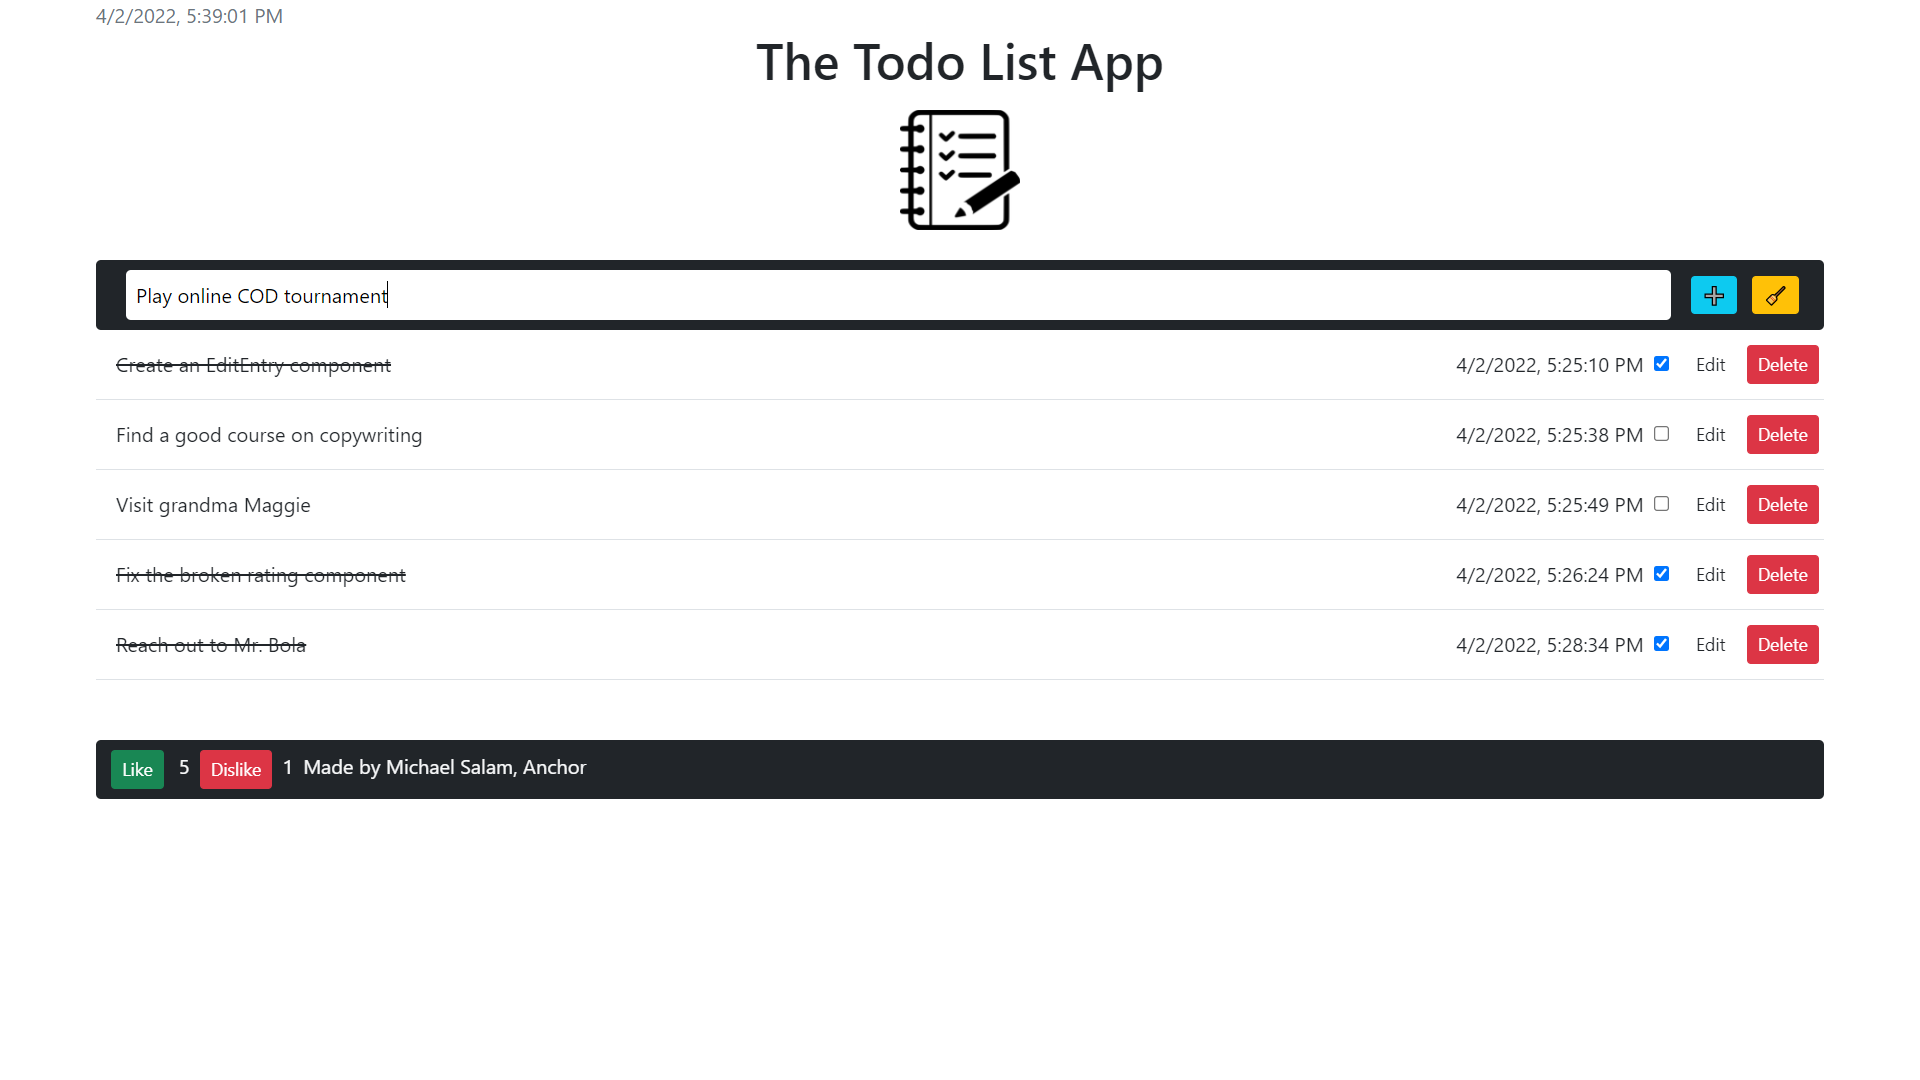 4/2/2022, 5:39:01 PM
The Todo List App
Play online COD tournament
Create an EditEntry component 4/2/2022, 5:25:10 PM Edit Delete
Find a good course on copywriting 4/2/2022, 5:25:38 PM Edit Delete
Visit grandma Maggie 4/2/2022, 5:25:49 PM Edit Delete
Fix the broken rating component 4/2/2022, 5:26:24 PM Edit Delete
Reach out to Mr. Bola 4/2/2022, 5:28:34 PM Edit Delete
Like 5 Dislike 1 Made by Michael Salam, Anchor